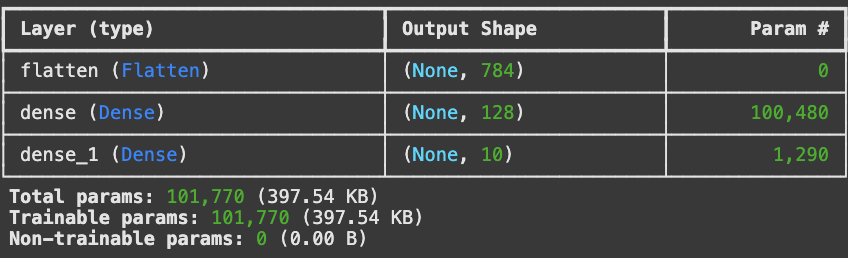 Layer (type) Output Shape Param #
flatten (Flatten) (None, 784) 0
dense (Dense) (None, 128) 100,480
dense_1 (Dense) (None, 10) 1,290
Total params: 101,770 (397.54 KB)
Trainable params: 101,770 (397.54 KB)
Non-trainable params: 0 (0.00 B)